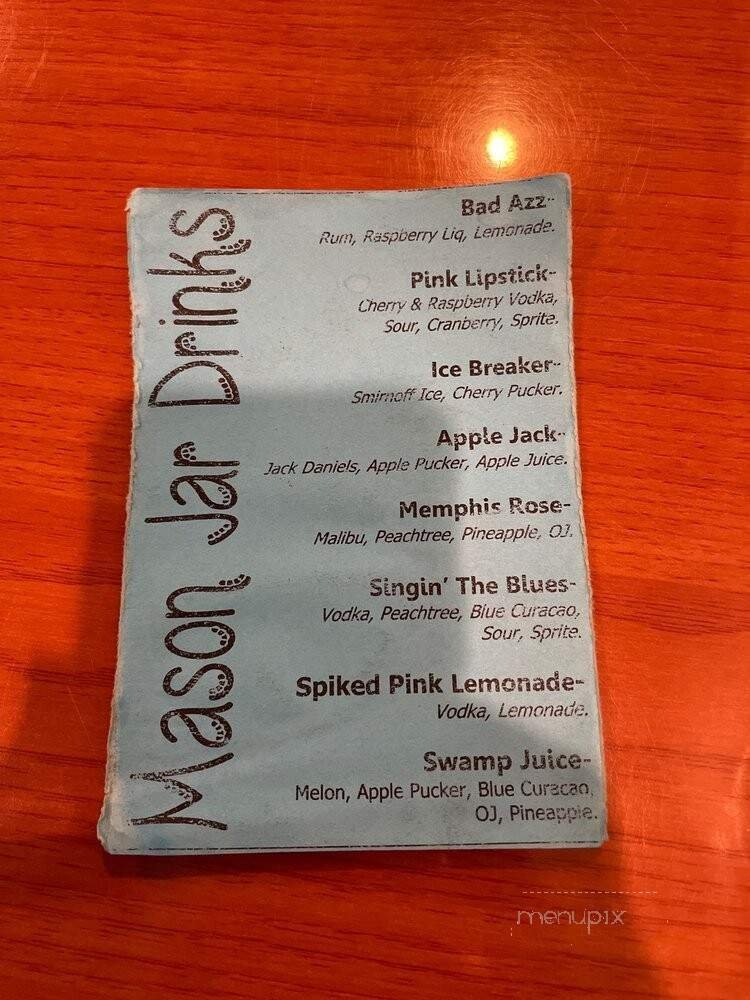 Mason Jar Drinks
Bad Azz-
Rum, Raspberry Liq, Lemonade.
Pink Lipstick-
Cherry & Raspberry Vodka,
Sour, Cranberry, Sprite.
Ice Breaker-
Smirnoff Ice, Cherry Pucker.
Apple Jack-
Jack Daniels, Apple Pucker, Apple Juice.
Memphis Rose-
Malibu, Peachtree, Pineapple, OJ.
Singin' The Blues-
Vodka, Peachtree, Blue Curacao,
Sour, Sprite.
Spiked Pink Lemonade-
Vodka, Lemonade.
Swamp Juice-
Melon, Apple Pucker, Blue Curacao,
OJ, Pineapple.
menupix